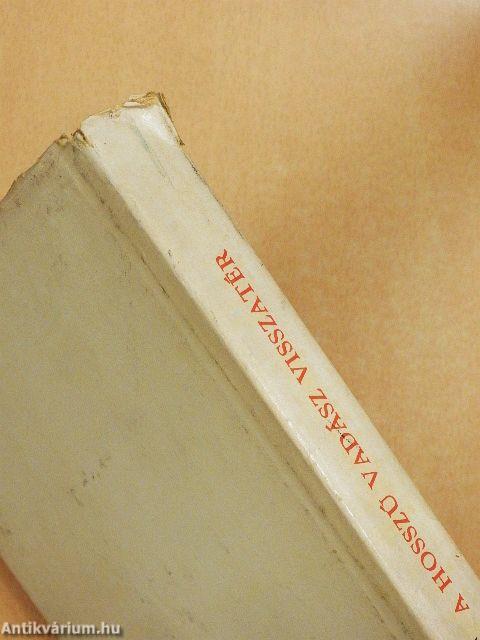 A HOSSZÚ VADÁSZ VISSZATÉR
Antikvárium.hu